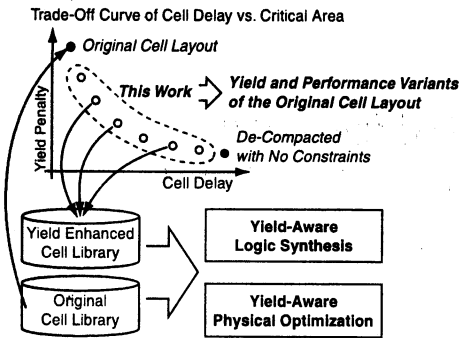 Trade-Off Curve of Cell Delay vs. Critical Area
Original Cell Layout
This Work
Yield and Performance Variants
of the Original Cell Layout
Yield Penalty
De-Compacted
with No Constraints
Cell Delay
Yield Enhanced
Cell Library
Yield-Aware
Logic Synthesis
Original
Cell Library
Yield-Aware
Physical Optimization